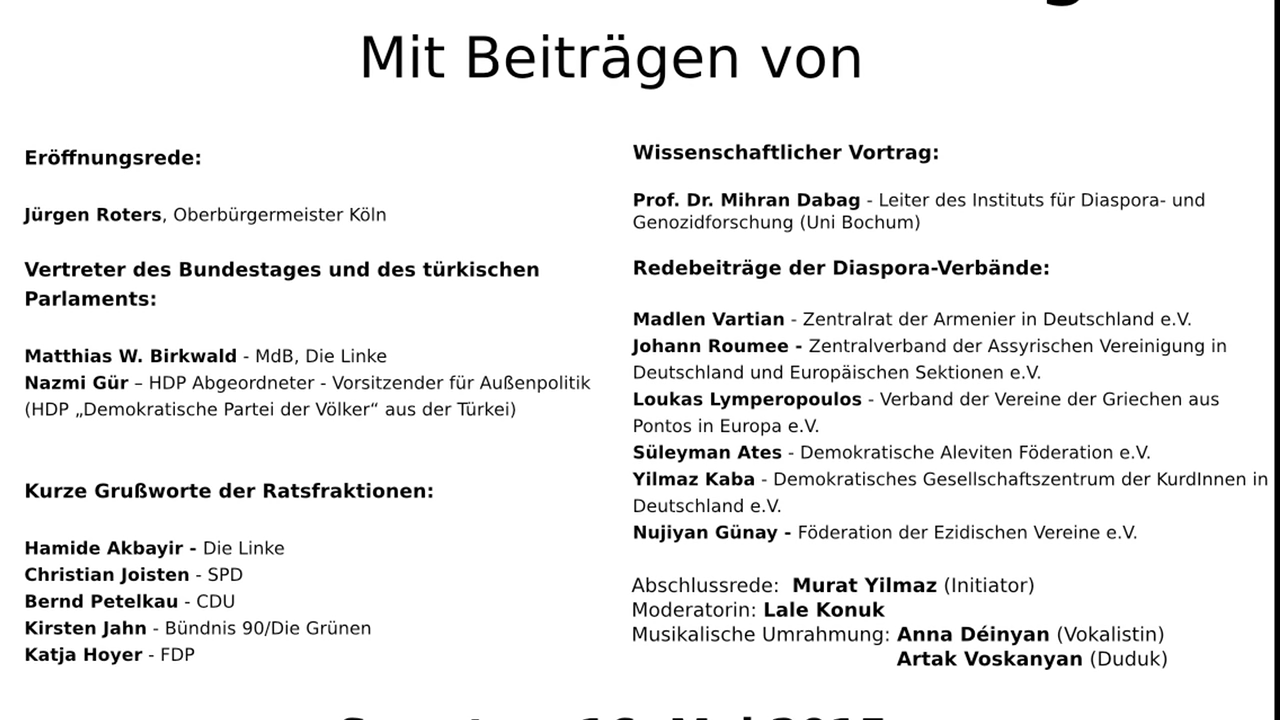 Mit Beiträgen von
Eröffnungsrede:
Jürgen Roters, Oberbürgermeister Köln
Vertreter des Bundestages und des türkischen
Parlaments:
Matthias W. Birkwald - MdB, Die Linke
Nazmi Gür – HDP Abgeordneter - Vorsitzender für Außenpolitik
(HDP „Demokratische Partei der Völker“ aus der Türkei)
Kurze Grußworte der Ratsfraktionen:
Hamide Akbayir - Die Linke
Christian Joisten - SPD
Bernd Petelkau - CDU
Kirsten Jahn - Bündnis 90/Die Grünen
Katja Hoyer - FDP
Wissenschaftlicher Vortrag:
Prof. Dr. Mihran Dabag - Leiter des Instituts für Diaspora- und
Genozidforschung (Uni Bochum)
Redebeiträge der Diaspora-Verbände:
Madlen Vartian - Zentralrat der Armenier in Deutschland e.V.
Johann Roumee - Zentralverband der Assyrischen Vereinigung in
Deutschland und Europäischen Sektionen e.V.
Loukas Lymperopoulos - Verband der Vereine der Griechen aus
Pontos in Europa e.V.
Süleyman Ates - Demokratische Aleviten Föderation e.V.
Yilmaz Kaba - Demokratisches Gesellschaftszentrum der KurdInnen in
Deutschland e.V.
Nujiyan Günay - Föderation der Ezidischen Vereine e.V.
Abschlussrede: Murat Yilmaz (Initiator)
Moderatorin: Lale Konuk
Musikalische Umrahmung: Anna Déinyan (Vokalistin)
Artak Voskanyan (Duduk)